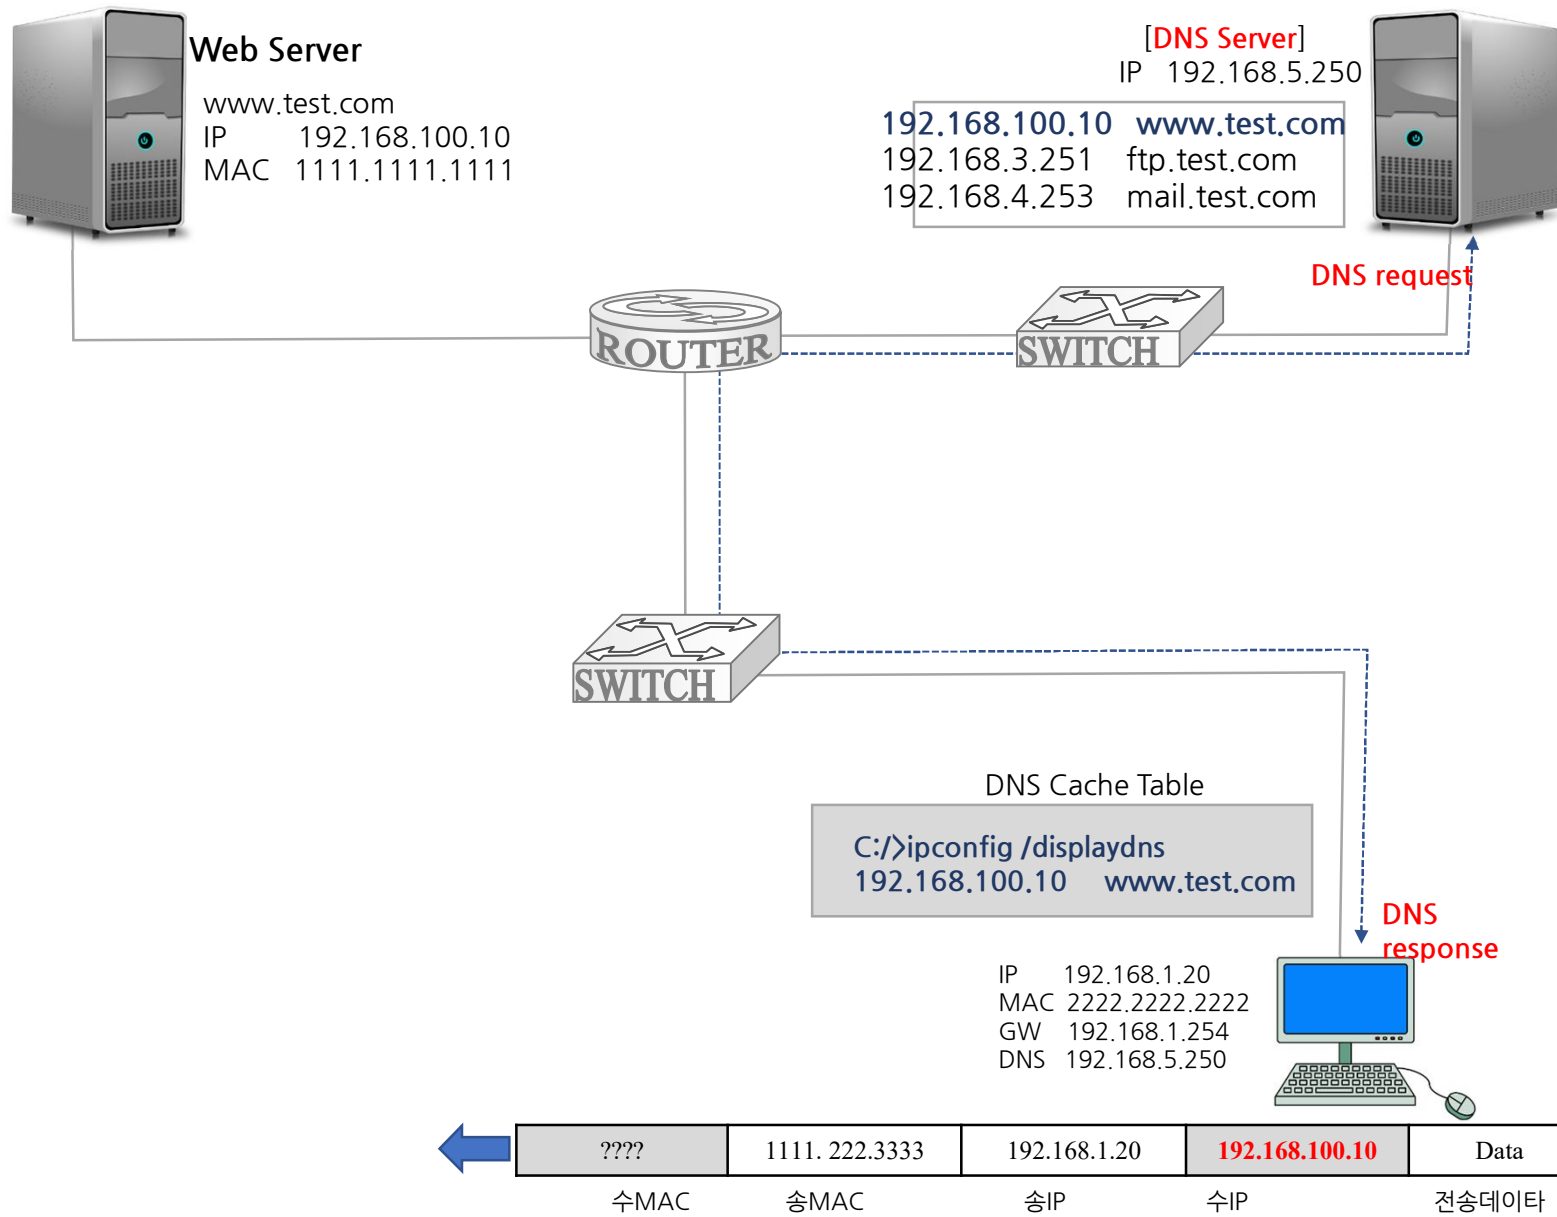 Web Server
www.test.com
IP 192.168.100.10
MAC 1111.1111.1111
[DNS Server]
IP 192.168.5.250
192.168.100.10 www.test.com
192.168.3.251 ftp.test.com
192.168.4.253 mail.test.com
DNS request
ROUTER
SWITCH
SWITCH
DNS Cache Table
C:/>ipconfig /displaydns
192.168.100.10 www.test.com
DNS
response
IP 192.168.1.20
MAC 2222.2222.2222
GW 192.168.1.254
DNS 192.168.5.250
???? 1111. 222.3333 192.168.1.20 192.168.100.10 Data
수MAC 송MAC 송IP 수IP 전송데이타